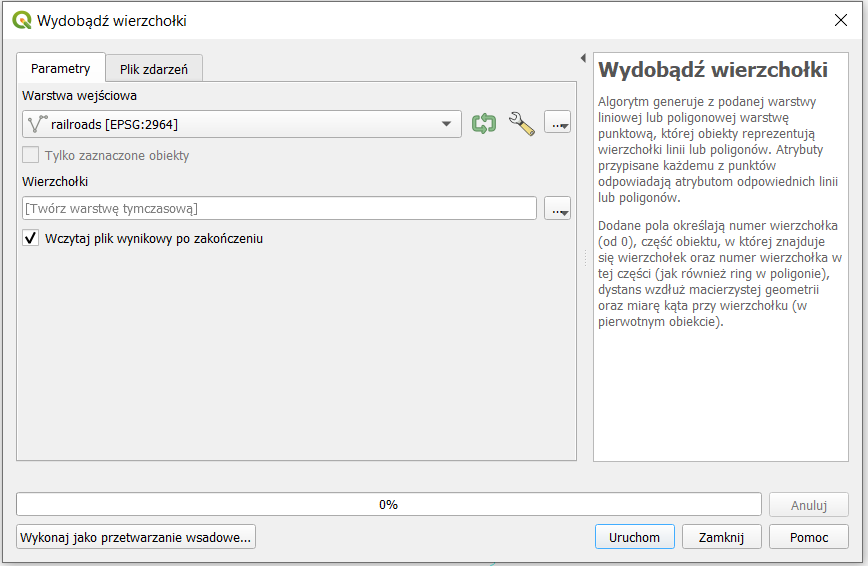 Wydobądź wierzchołki
Parametry
Plik zdarzeń
Warstwa wejściowa
railroads [EPSG:2964]
...
Tylko zaznaczone obiekty
Wierzchołki
[Twórz warstwę tymczasową]
...
Wczytaj plik wynikowy po zakończeniu
Wydobądź wierzchołki
Algorytm generuje z podanej warstwy
liniowej lub poligonowej warstwę
punktową, której obiekty reprezentują
wierzchołki linii lub poligonów. Atrybuty
przypisane każdemu z punktów
odpowiadają atrybutom odpowiednich linii
lub poligonów.
Dodane pola określają numer wierzchołka
(od 0), część obiektu, w której znajduje
się wierzchołek oraz numer wierzchołka w
tej części (jak również ring w poligonie),
dystans wzdłuż macierzystej geometrii
oraz miarę kąta przy wierzchołku (w
pierwotnym obiekcie).
0%
Anuluj
Wykonaj jako przetwarzanie wsadowe...
Uruchom
Zamknij
Pomoc